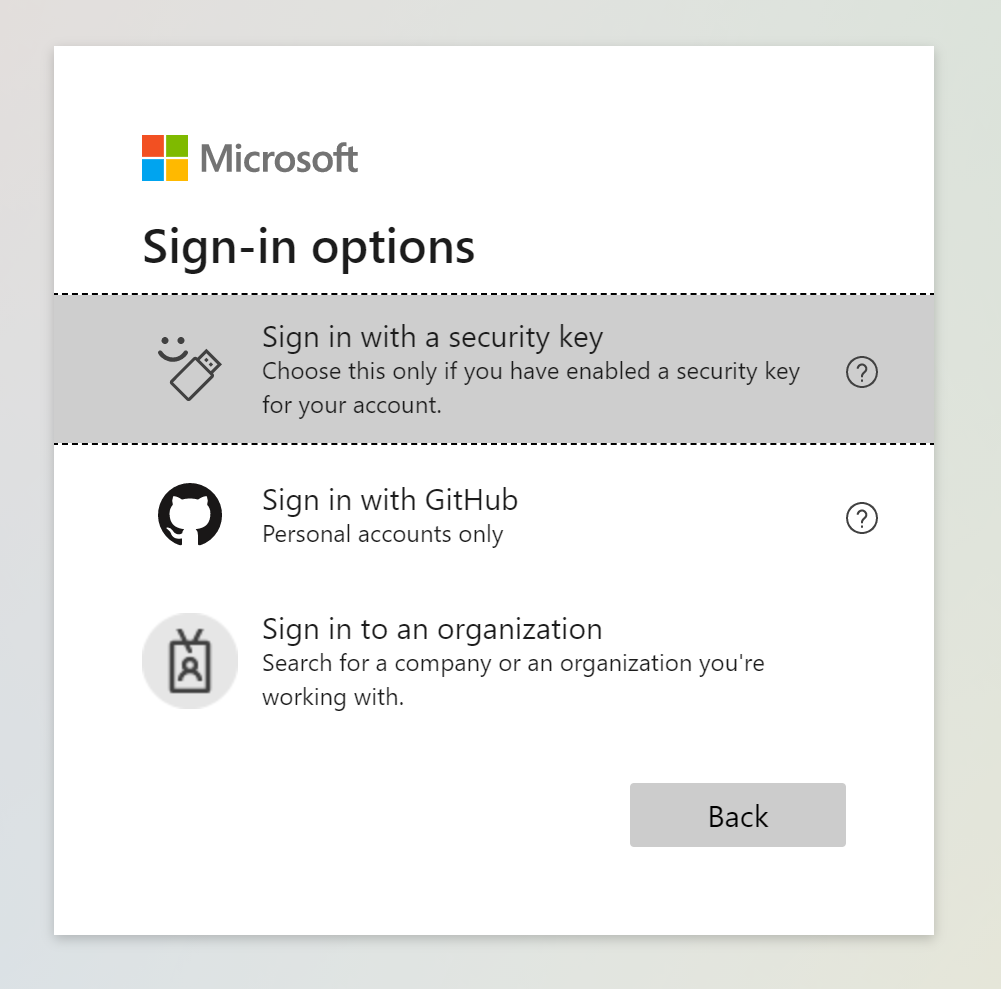 Microsoft
Sign-in options
Sign in with a security key
Choose this only if you have enabled a security key
for your account.
?
Sign in with GitHub
Personal accounts only
?
Sign in to an organization
Search for a company or an organization you're
working with.
Back